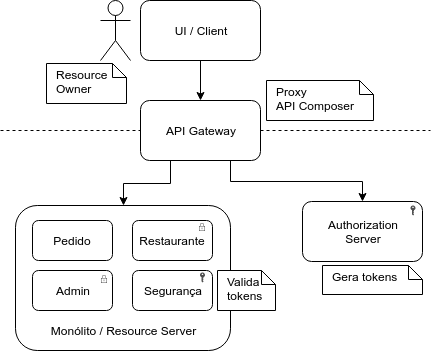 UI / Client
Resource
Owner
Proxy
API Composer
API Gateway
Pedido
Restaurante
Admin
Segurança
Valida
tokens
Monólito / Resource Server
Authorization
Server
Gera tokens